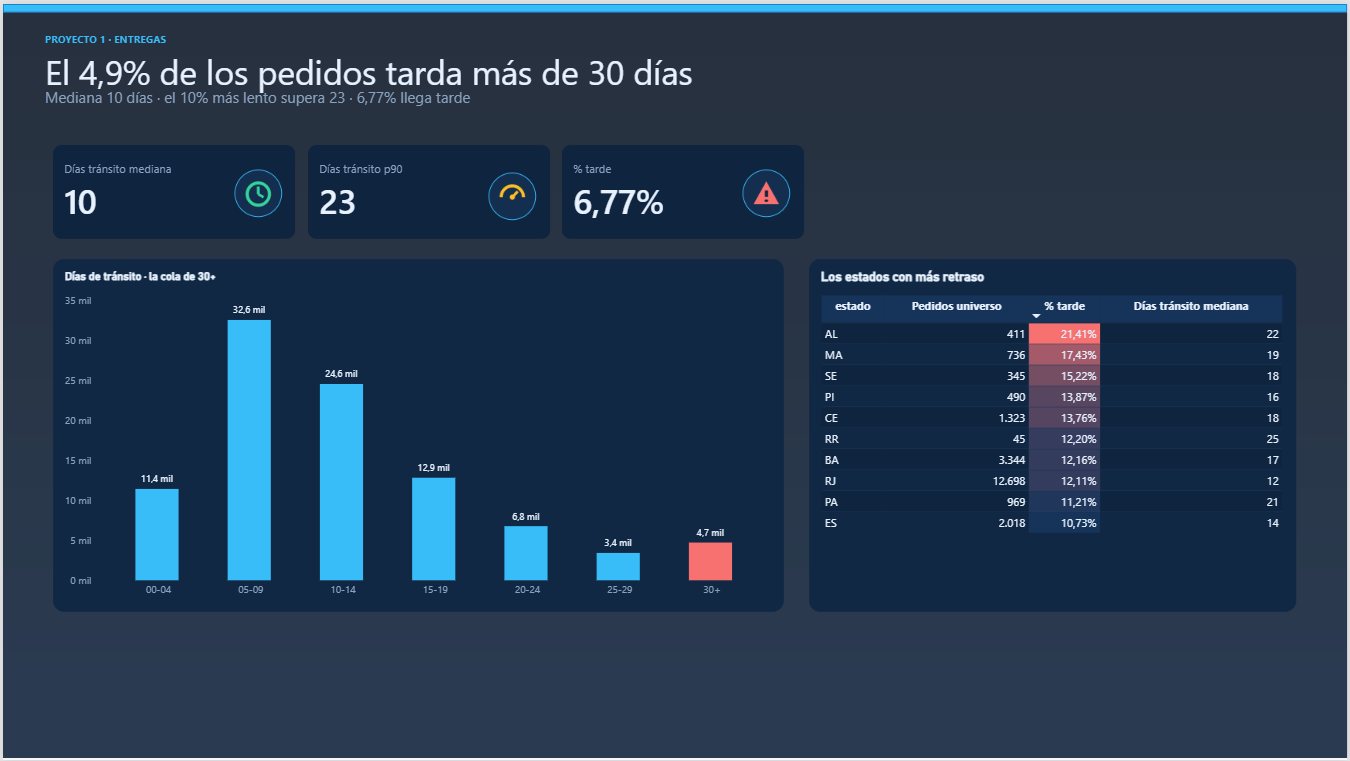 PROYECTO 1 · ENTREGAS
El 4,9% de los pedidos tarda más de 30 días
Mediana 10 días · el 10% más lento supera 23 · 6,77% llega tarde
Días tránsito mediana
10
Días tránsito p90
23
% tarde
6,77%
Días de tránsito · la cola de 30+
35 mil
30 mil
25 mil
20 mil
15 mil
10 mil
5 mil
0 mil
11,4 mil
32,6 mil
24,6 mil
12,9 mil
6,8 mil
3,4 mil
4,7 mil
00-04 05-09 10-14 15-19 20-24 25-29 30+
Los estados con más retraso
estado Pedidos universo % tarde Días tránsito mediana
AL 411 21,41% 22
MA 736 17,43% 19
SE 345 15,22% 18
PI 490 13,87% 16
CE 1.323 13,76% 18
RR 45 12,20% 25
BA 3.344 12,16% 17
RJ 12.698 12,11% 12
PA 969 11,21% 21
ES 2.018 10,73% 14